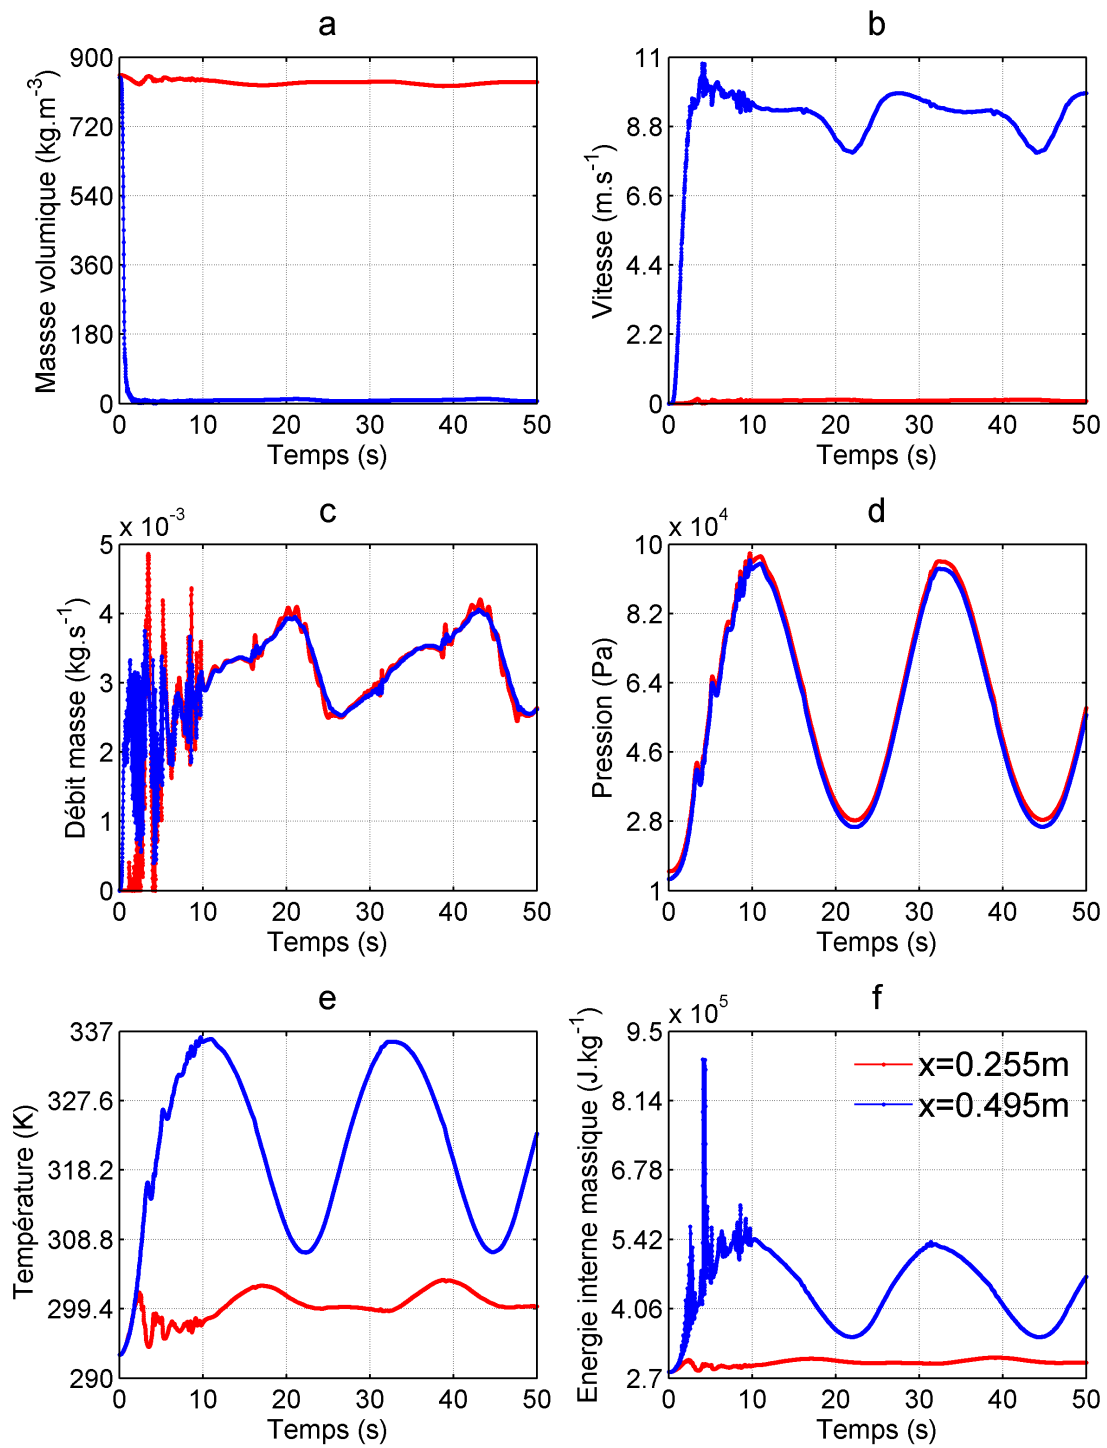 a
Massse volumique (kg.m-3)
900
720
540
360
180
0
0 10 20 30 40 50
Temps (s)
b
Vitesse (m.s-1)
11
8.8
6.6
4.4
2.2
0
0 10 20 30 40 50
Temps (s)
c
x 10-3
Débit masse (kg.s-1)
5
4
3
2
1
0
0 10 20 30 40 50
Temps (s)
d
x 104
Pression (Pa)
10
8.2
6.4
4.6
2.8
1
0 10 20 30 40 50
Temps (s)
e
Température (K)
337
327.6
318.2
308.8
299.4
290
0 10 20 30 40 50
Temps (s)
f
x 105
Energie interne massique (J.kg-1)
9.5
8.14
6.78
5.42
4.06
2.7
x=0.255m
x=0.495m
0 10 20 30 40 50
Temps (s)